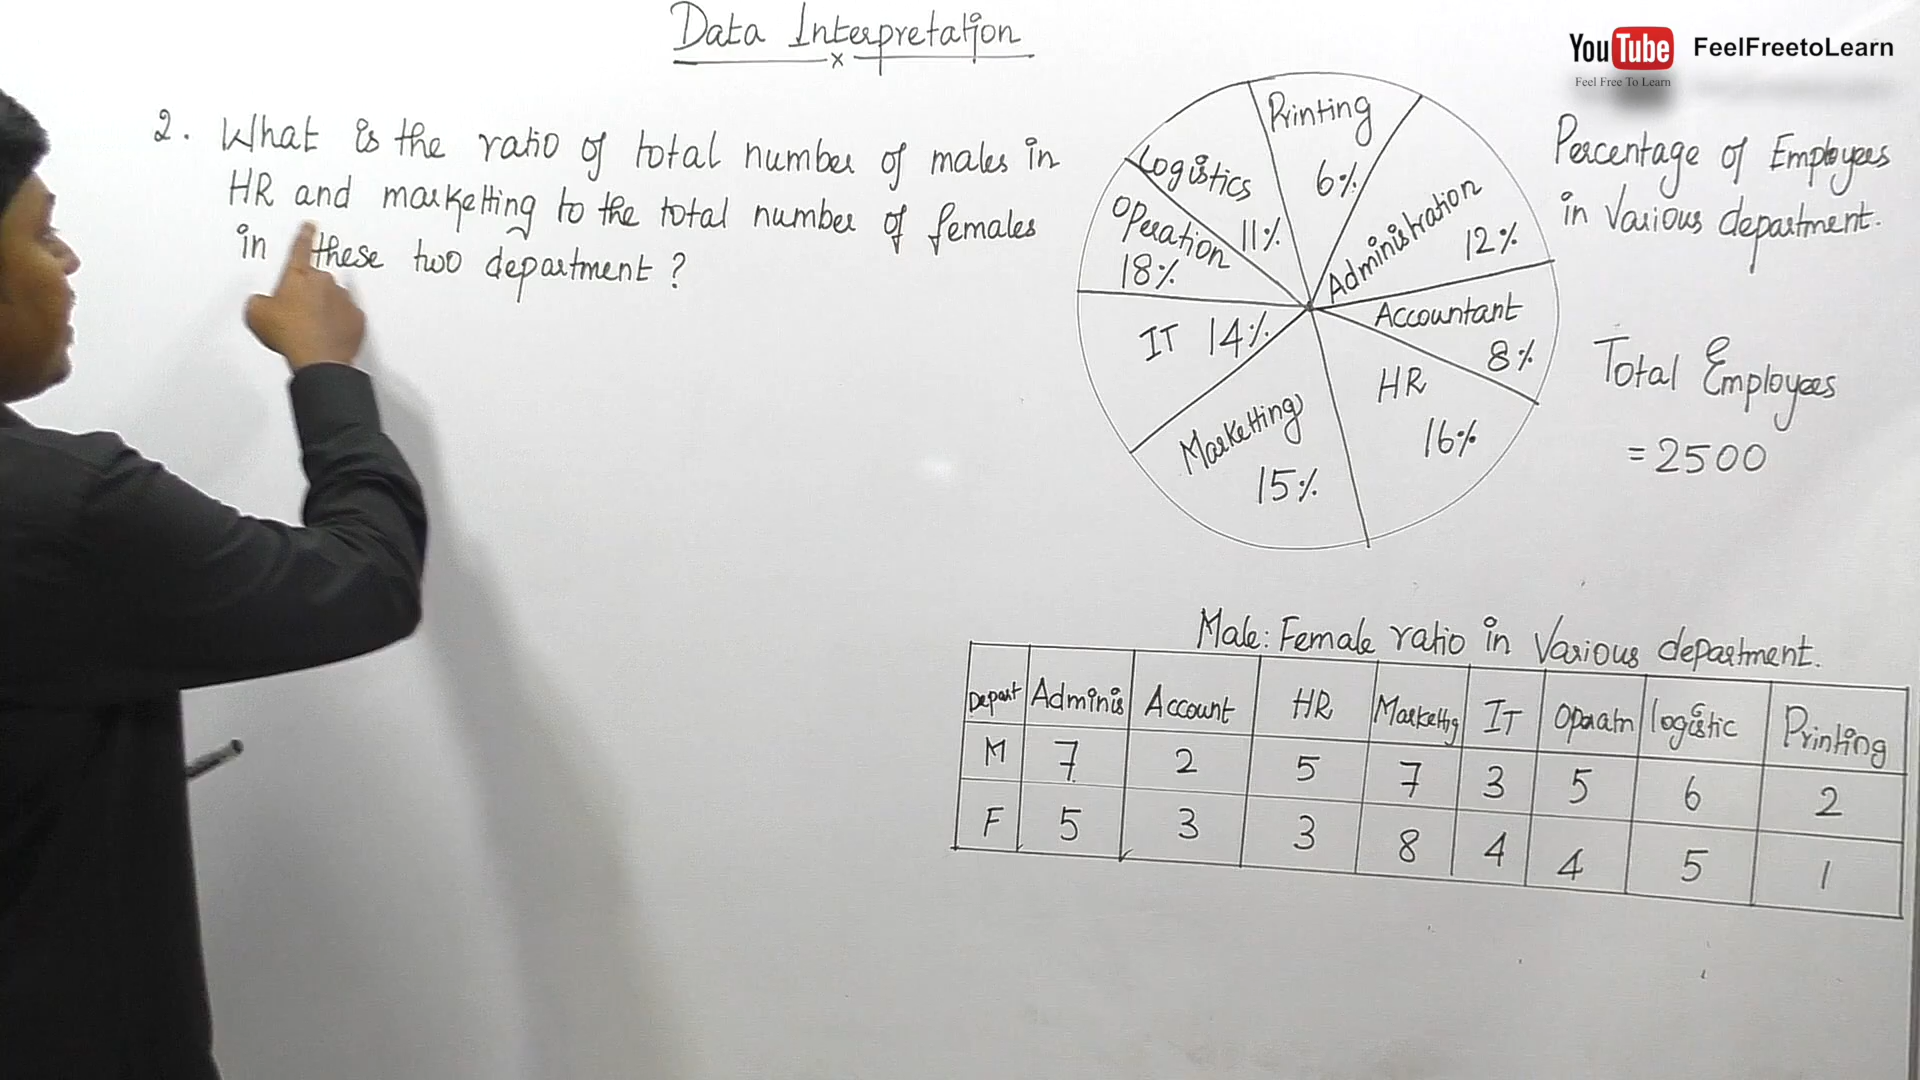 Data Interpretation
x
YouTube FeelFreetoLearn
Feel Free To Learn
2. What is the ratio of total number of males in
HR and marketting to the total number of females
in these two department ?
Printing
6%
Logistics
11%
Administration
12%
Operation
18%
Accountant
8%
IT 14%
HR
16%
Marketting
15%
Percentage of Employees
in Various department.
Total Employees
=2500
Male: Female ratio in Various department.
Depart Adminis Account HR Markettg IT Operatn logistic Printing
M 7 2 5 7 3 5 6 2
F 5 3 3 8 4 4 5 1